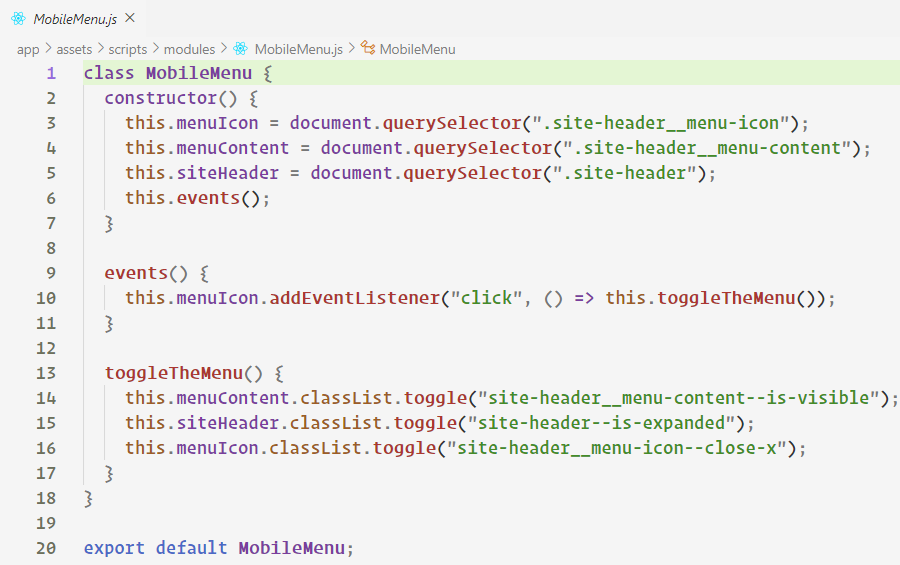 MobileMenu.js ×
app > assets > scripts > modules > MobileMenu.js > MobileMenu
1 class MobileMenu {
2   constructor() {
3     this.menuIcon = document.querySelector(".site-header__menu-icon");
4     this.menuContent = document.querySelector(".site-header__menu-content");
5     this.siteHeader = document.querySelector(".site-header");
6     this.events();
7   }
8
9   events() {
10     this.menuIcon.addEventListener("click", () => this.toggleTheMenu());
11   }
12
13   toggleTheMenu() {
14     this.menuContent.classList.toggle("site-header__menu-content--is-visible");
15     this.siteHeader.classList.toggle("site-header--is-expanded");
16     this.menuIcon.classList.toggle("site-header__menu-icon--close-x");
17   }
18 }
19
20 export default MobileMenu;